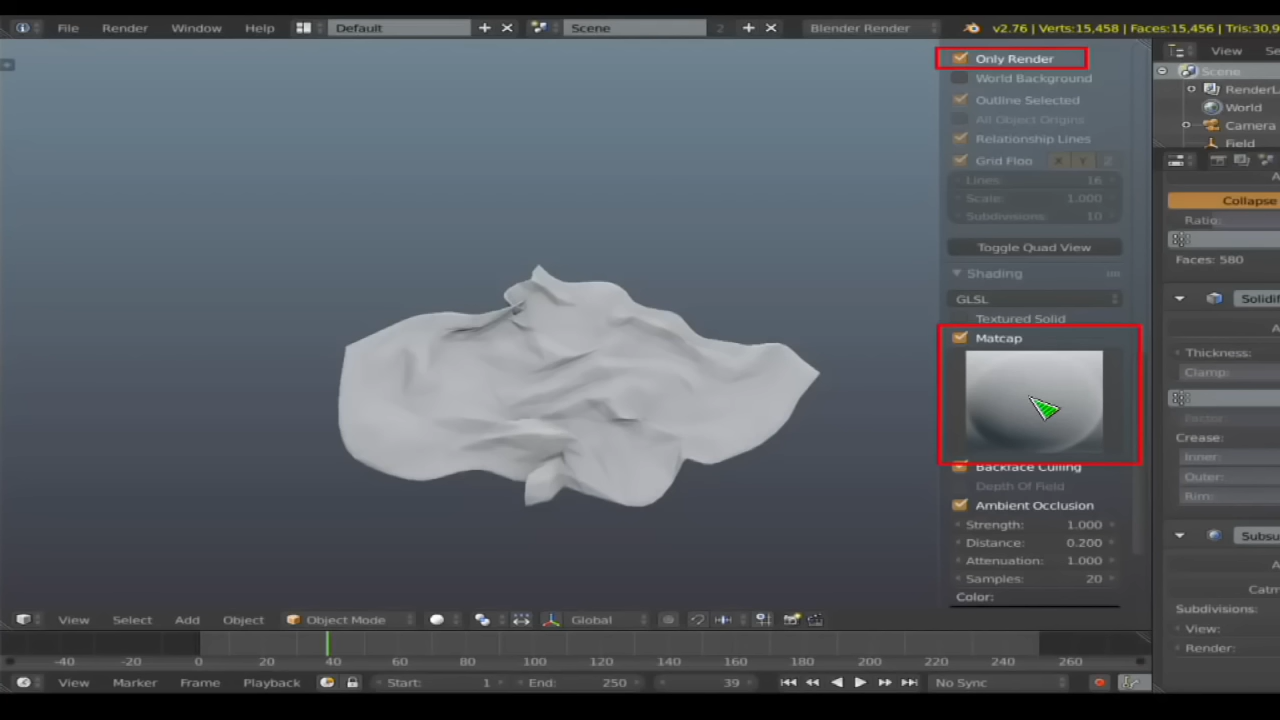 File Render Window Help Default Scene 2 Blender Render v2.76 | Verts:15,458 | Faces:15,456 | Tris:30,9
Only Render
World Background
Outline Selected
All Object Origins
Relationship Lines
Grid Floo X Y Z
Lines: 16
Scale: 1.000
Subdivisions: 10
Toggle Quad View
Shading
GLSL
Textured Solid
Matcap
Backface Culling
Depth Of Field
Ambient Occlusion
Strength: 1.000
Distance: 0.200
Attenuation: 1.000
Samples: 20
Color:
View Se
Scene
RenderL
World
Camera
Field
Collapse
Ratio:
Faces: 580
Solidif
Thickness:
Clamp:
Factor:
Crease:
Inner:
Outer:
Rim:
Subsu
Catm
Subdivisions:
View:
Render:
View Select Add Object Object Mode Global
-40 -20 0 20 40 60 80 100 120 140 160 180 200 220 240 260
View Marker Frame Playback Start: 1 End: 250 39 No Sync